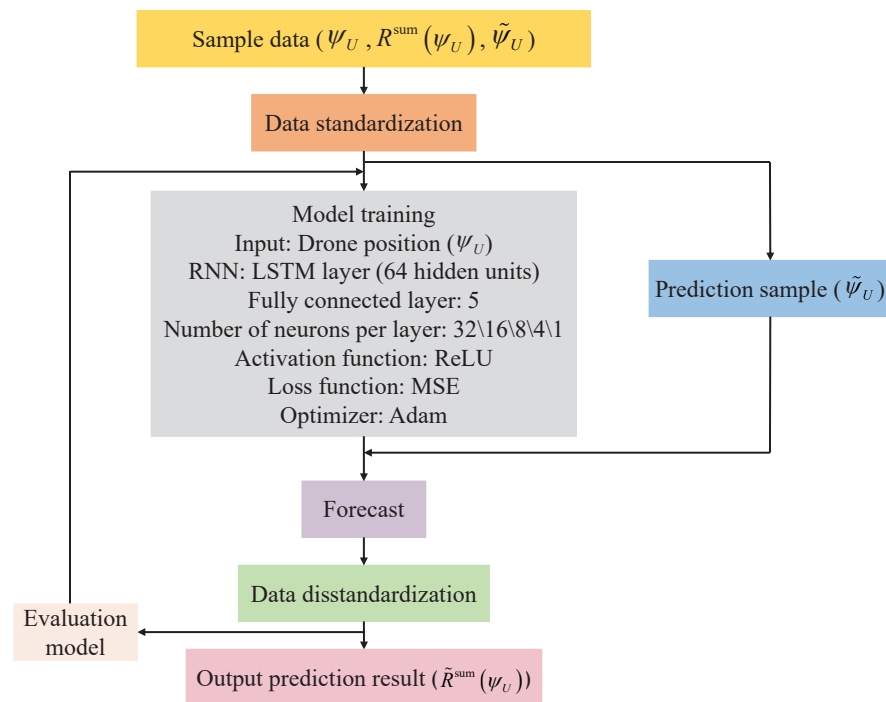 Sample data ( ψ_U , R^sum (ψ_U), ψ̃_U )
Data standardization
Model training
Input: Drone position (ψ_U)
RNN: LSTM layer (64 hidden units)
Fully connected layer: 5
Number of neurons per layer: 32\16\8\4\1
Activation function: ReLU
Loss function: MSE
Optimizer: Adam
Prediction sample ( ψ̃_U )
Forecast
Data disstandardization
Evaluation
model
Output prediction result ( R̃^sum (ψ_U))